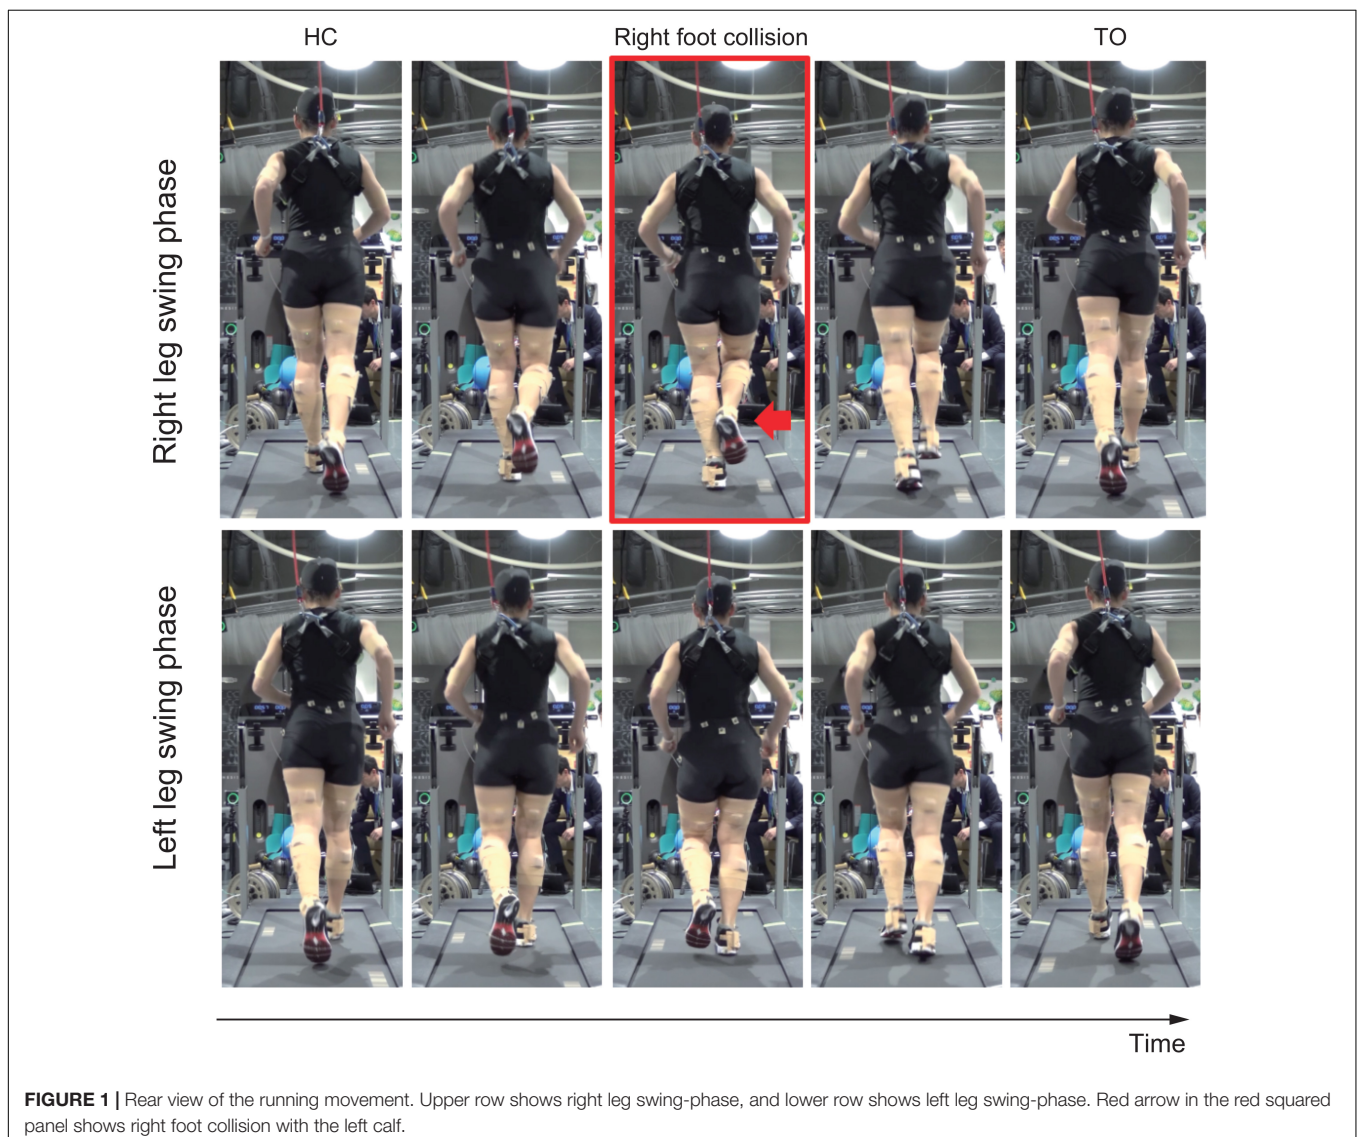 HC
Right foot collision
TO
Right leg swing phase
Left leg swing phase
Time
FIGURE 1 | Rear view of the running movement. Upper row shows right leg swing-phase, and lower row shows left leg swing-phase. Red arrow in the red squared
panel shows right foot collision with the left calf.